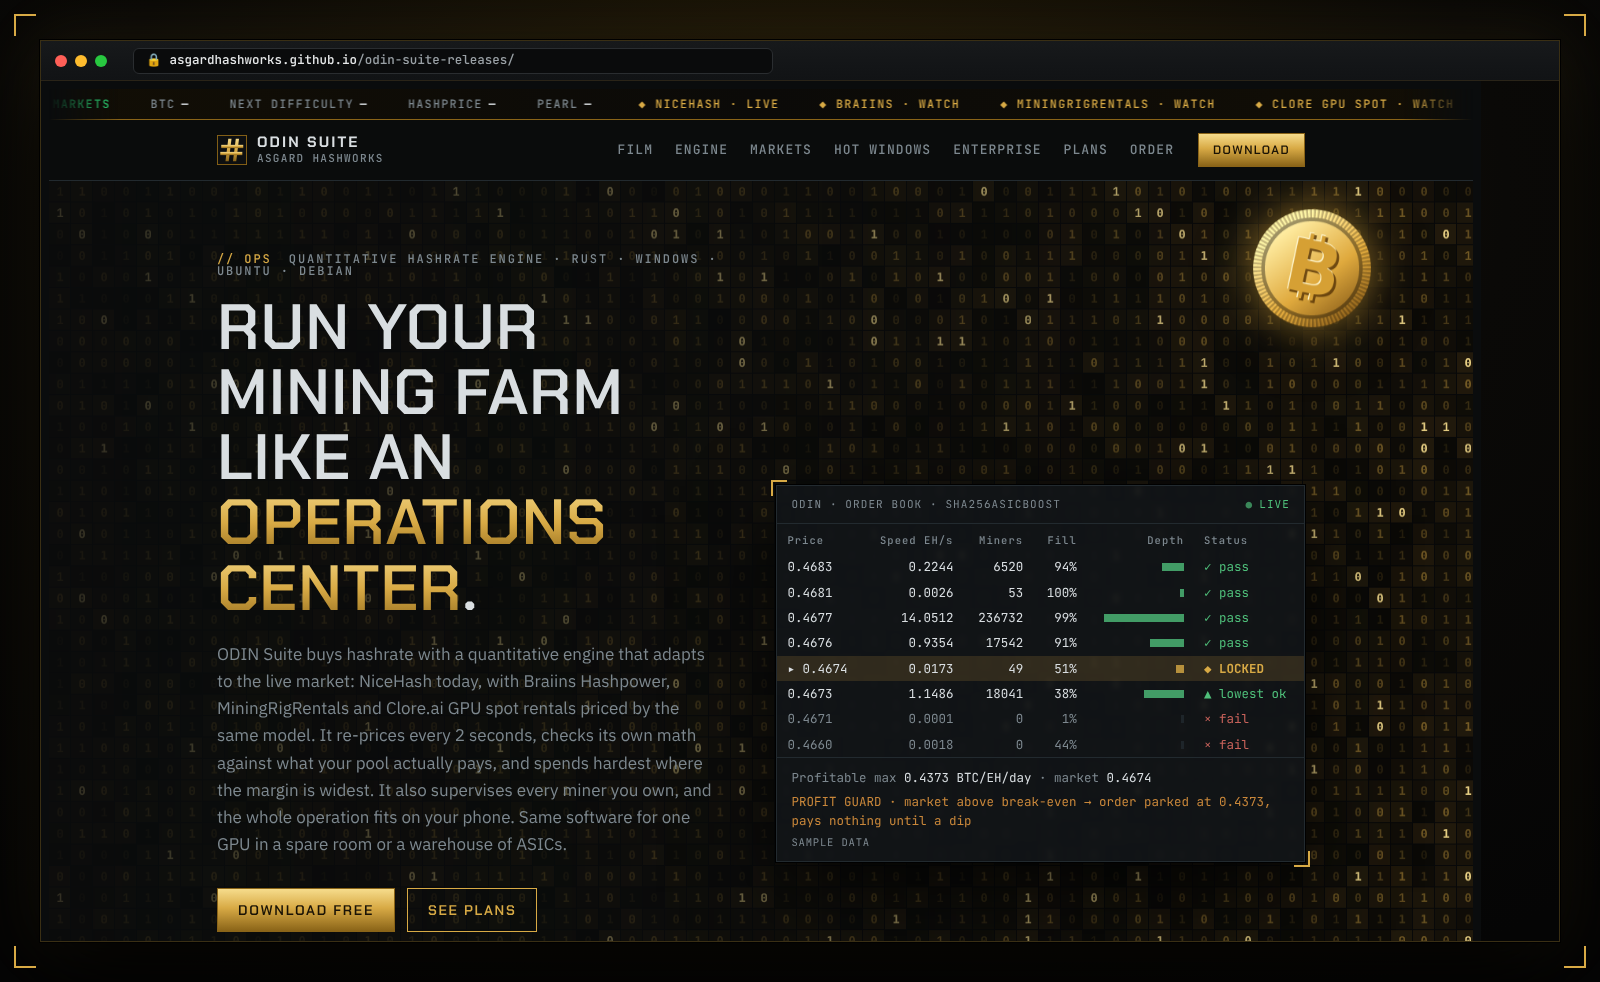 asgardhashworks.github.io/odin-suite-releases/
MARKETS BTC — NEXT DIFFICULTY — HASHPRICE — PEARL — ◆ NICEHASH · LIVE ◆ BRAIINS · WATCH ◆ MININGRIGRENTALS · WATCH ◆ CLORE GPU SPOT · WATCH
ODIN SUITE
ASGARD HASHWORKS
FILM ENGINE MARKETS HOT WINDOWS ENTERPRISE PLANS ORDER DOWNLOAD
// OPS QUANTITATIVE HASHRATE ENGINE · RUST · WINDOWS ·
UBUNTU · DEBIAN
RUN YOUR
MINING FARM
LIKE AN
OPERATIONS
CENTER.
ODIN Suite buys hashrate with a quantitative engine that adapts
to the live market: NiceHash today, with Braiins Hashpower,
MiningRigRentals and Clore.ai GPU spot rentals priced by the
same model. It re-prices every 2 seconds, checks its own math
against what your pool actually pays, and spends hardest where
the margin is widest. It also supervises every miner you own, and
the whole operation fits on your phone. Same software for one
GPU in a spare room or a warehouse of ASICs.
DOWNLOAD FREE SEE PLANS
ODIN · ORDER BOOK · SHA256ASICBOOST ● LIVE
Price Speed EH/s Miners Fill Depth Status
0.4683 0.2244 6520 94% ✓ pass
0.4681 0.0026 53 100% ✓ pass
0.4677 14.0512 236732 99% ✓ pass
0.4676 0.9354 17542 91% ✓ pass
▸ 0.4674 0.0173 49 51% ◆ LOCKED
0.4673 1.1486 18041 38% ▲ lowest ok
0.4671 0.0001 0 1% × fail
0.4660 0.0018 0 44% × fail
Profitable max 0.4373 BTC/EH/day · market 0.4674
PROFIT GUARD · market above break-even → order parked at 0.4373,
pays nothing until a dip
SAMPLE DATA